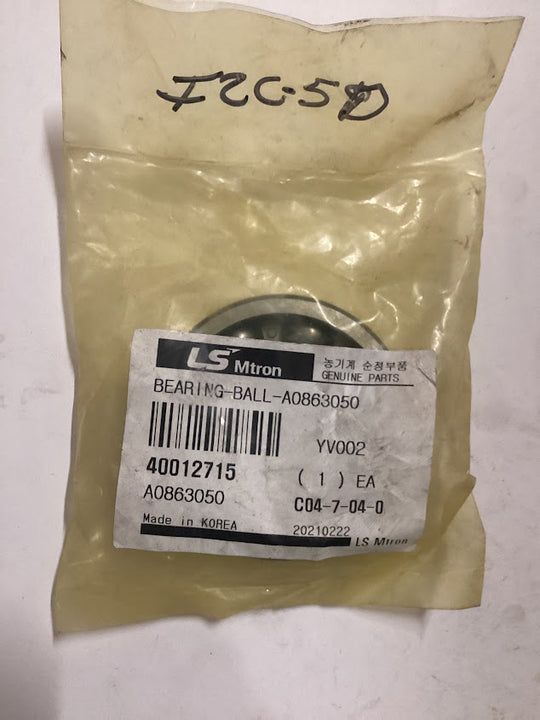 I2C-5D
LS Mtron
농기계 순정부품
GENUINE PARTS
BEARING-BALL-A0863050
YV002
40012715
( 1 ) EA
A0863050
C04-7-04-0
Made in KOREA
20210222
LS Mtron